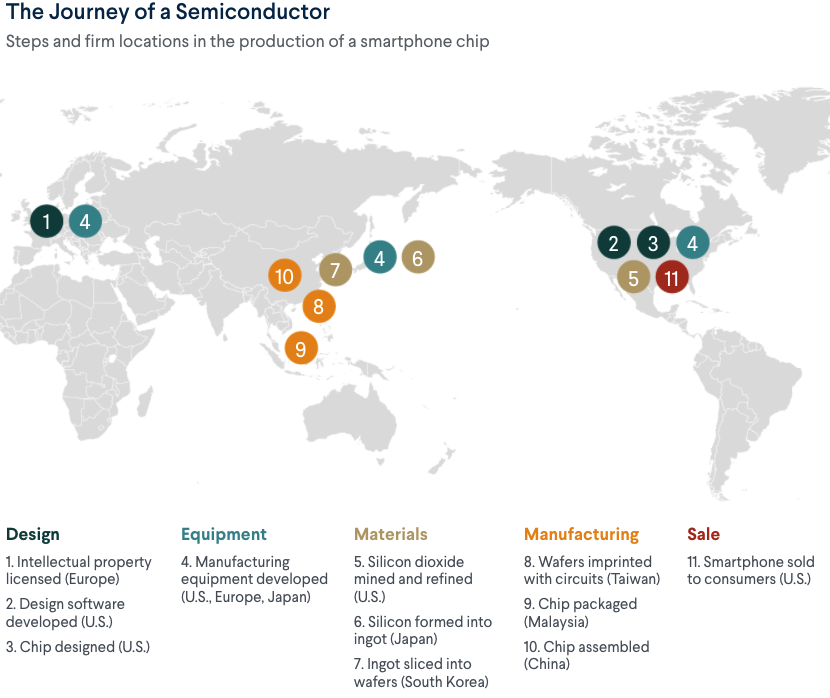 The Journey of a Semiconductor
Steps and firm locations in the production of a smartphone chip
1
4
2
3
4
4
6
7
10
5
11
8
9
Design
1. Intellectual property
licensed (Europe)
2. Design software
developed (U.S.)
3. Chip designed (U.S.)
Equipment
4. Manufacturing
equipment developed
(U.S., Europe, Japan)
Materials
5. Silicon dioxide
mined and refined
(U.S.)
6. Silicon formed into
ingot (Japan)
7. Ingot sliced into
wafers (South Korea)
Manufacturing
8. Wafers imprinted
with circuits (Taiwan)
9. Chip packaged
(Malaysia)
10. Chip assembled
(China)
Sale
11. Smartphone sold
to consumers (U.S.)